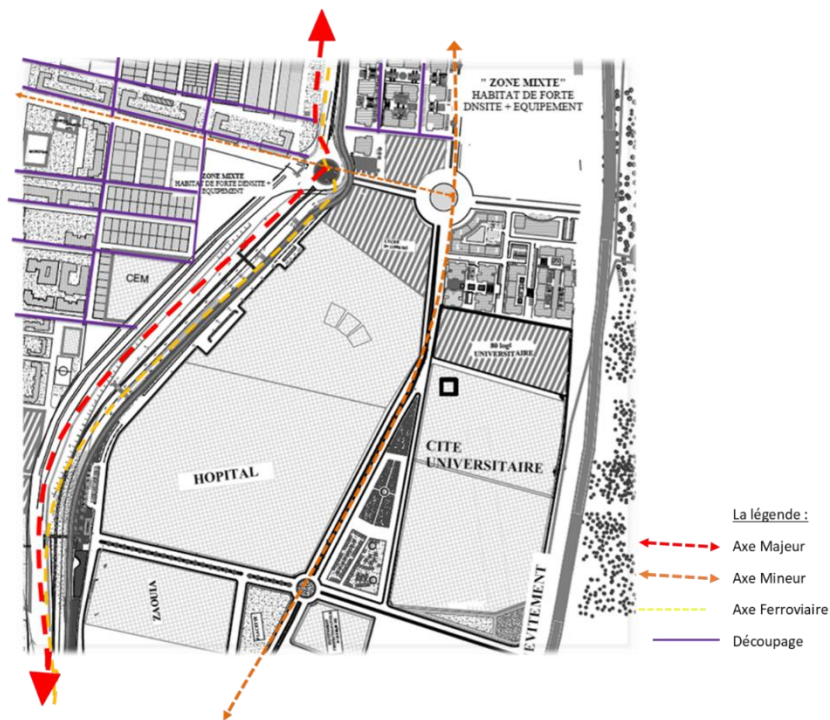 " ZONE MIXTE"
HABITAT DE FORTE
DNSITE + EQUIPEMENT
ZONE MIXTE
HABITAT DE FORTE DENSITE +
EQUIPEMENT
CEM
80 logt
UNIVERSITAIRE
CITE
UNIVERSITAIRE
HOPITAL
ZAOUIA
EVITEMENT
La légende :
Axe Majeur
Axe Mineur
Axe Ferroviaire
Découpage